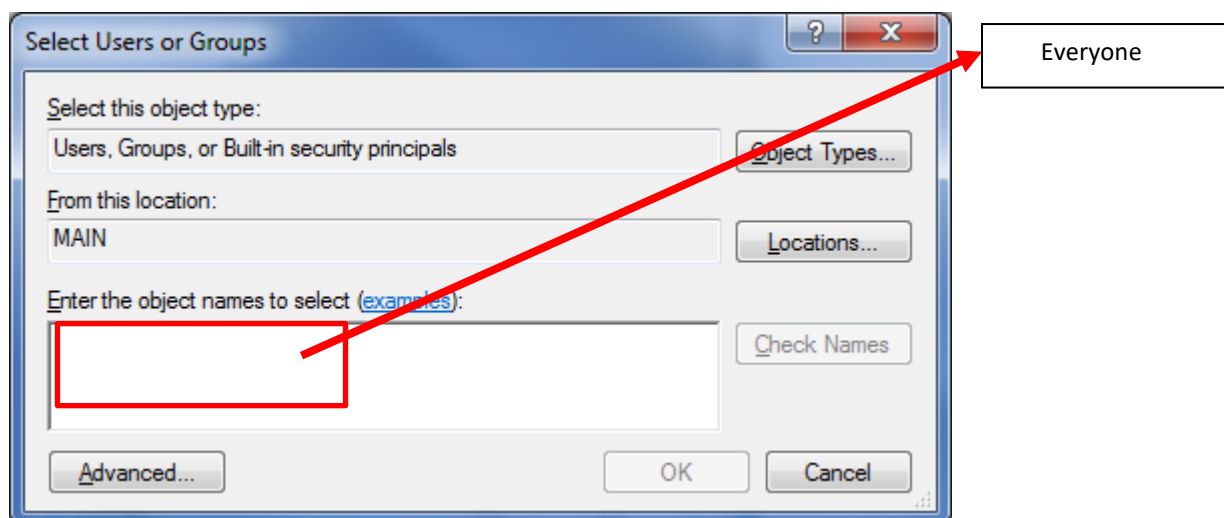 Select Users or Groups
Everyone
Select this object type:
Users, Groups, or Built-in security principals
Object Types...
From this location:
MAIN
Locations...
Enter the object names to select (examples):
Check Names
Advanced...
OK
Cancel